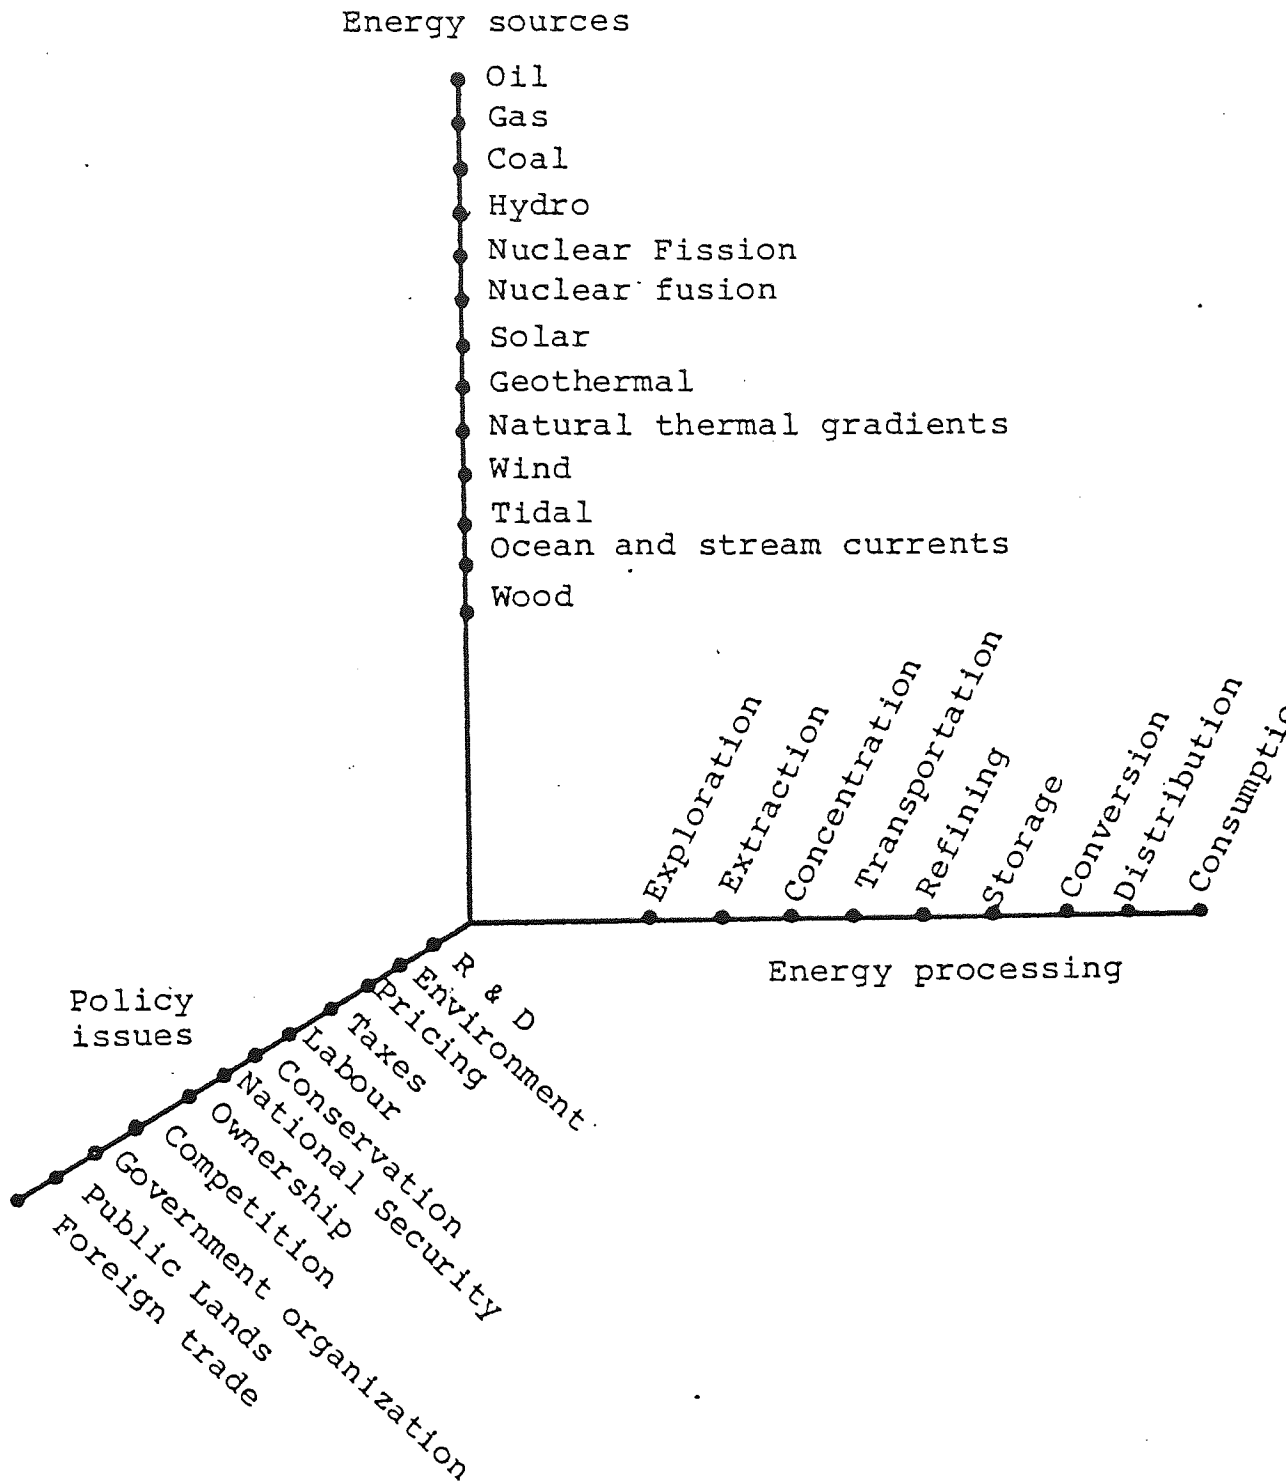 Energy sources
Oil
Gas
Coal
Hydro
Nuclear Fission
Nuclear fusion
Solar
Geothermal
Natural thermal gradients
Wind
Tidal
Ocean and stream currents
Wood
Exploration
Extraction
Concentration
Transportation
Refining
Storage
Conversion
Distribution
Consumptio
Energy processing
Policy
issues
R & D
Environment
Pricing
Taxes
Labour
Conservation
National Security
Ownership
Competition
Government organization
Public Lands
Foreign trade